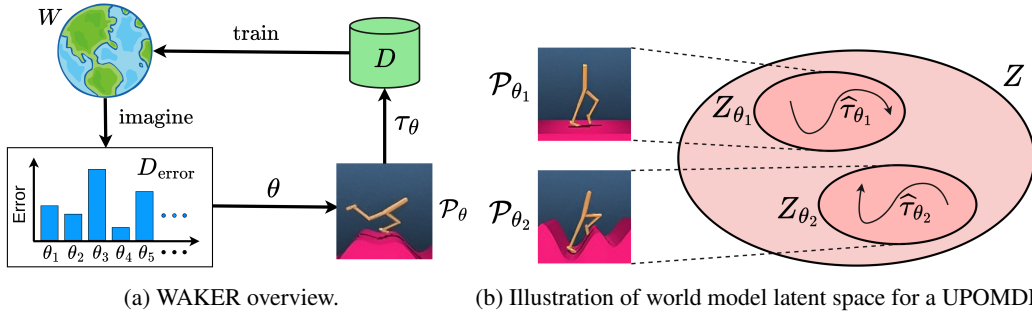 W
train
D
imagine
τ_θ
D_error
Error
θ_1 θ_2 θ_3 θ_4 θ_5
θ
P_θ
(a) WAKER overview.
P_θ_1
P_θ_2
Z
Z_θ_1
τ̂_θ_1
Z_θ_2
τ̂_θ_2
(b) Illustration of world model latent space for a UPOMD